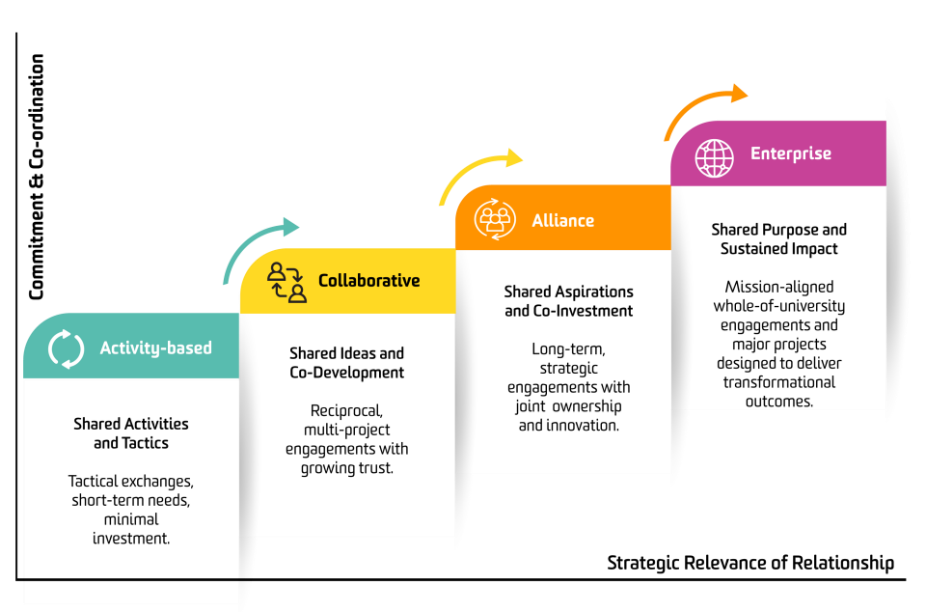 Commitment & Co-ordination
Activity-based
Shared Activities
and Tactics
Tactical exchanges,
short-term needs,
minimal
investment.
Collaborative
Shared Ideas and
Co-Development
Reciprocal,
multi-project
engagements with
growing trust.
Alliance
Shared Aspirations
and Co-Investment
Long-term,
strategic
engagements with
joint ownership
and innovation.
Enterprise
Shared Purpose and
Sustained Impact
Mission-aligned
whole-of-university
engagements and
major projects
designed to deliver
transformational
outcomes.
Strategic Relevance of Relationship